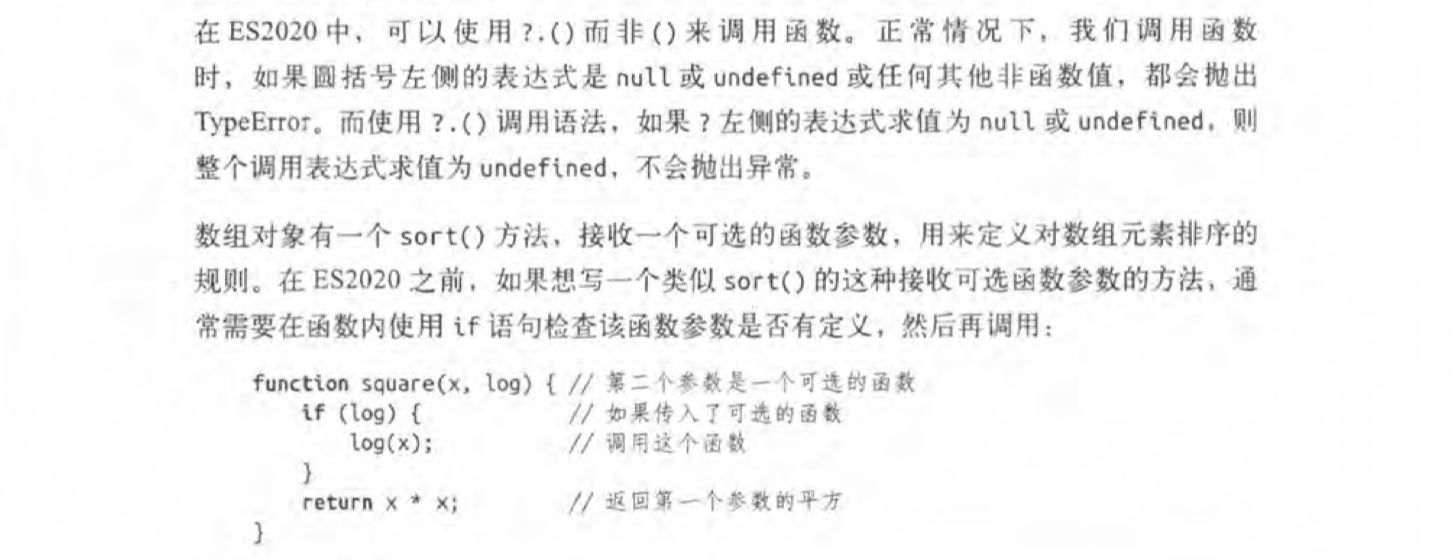 在 ES2020 中，可以使用 ?.() 而非 () 来调用函数。正常情况下，我们调用函数
时，如果圆括号左侧的表达式是 null 或 undefined 或任何其他非函数值，都会抛出
TypeError。而使用 ?.() 调用语法，如果 ? 左侧的表达式求值为 null 或 undefined，则
整个调用表达式求值为 undefined，不会抛出异常。
数组对象有一个 sort() 方法，接收一个可选的函数参数，用来定义对数组元素排序的
规则。在 ES2020 之前，如果想写一个类似 sort() 的这种接收可选函数参数的方法，通
常需要在函数内使用 if 语句检查该函数参数是否有定义，然后再调用：
function square(x, log) { // 第二个参数是一个可选的函数
    if (log) {            // 如果传入了可选的函数
        log(x);           // 调用这个函数
    }
    return x * x;         // 返回第一个参数的平方
}